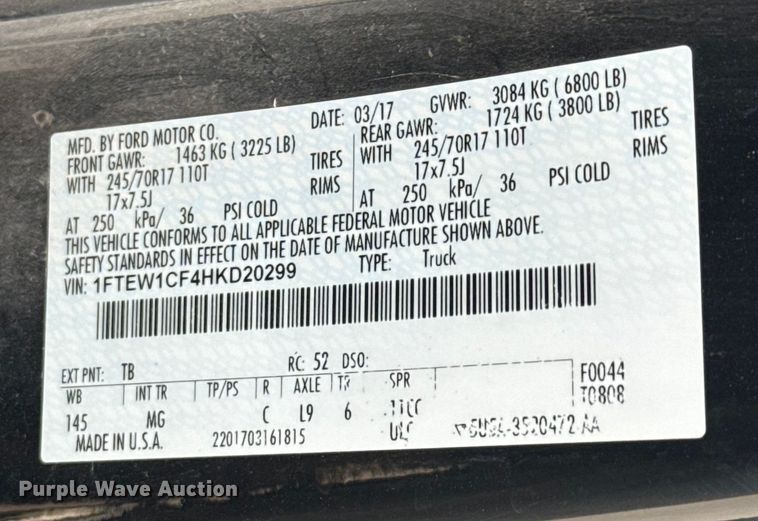 MFD. BY FORD MOTOR CO. DATE: 03/17 GVWR: 3084 KG ( 6800 LB)
FRONT GAWR: 1463 KG ( 3225 LB) REAR GAWR: 1724 KG ( 3800 LB)
WITH 245/70R17 110T TIRES WITH 245/70R17 110T TIRES
17x7.5J RIMS 17x7.5J RIMS
AT 250 kPa/ 36 PSI COLD AT 250 kPa/ 36 PSI COLD
THIS VEHICLE CONFORMS TO ALL APPLICABLE FEDERAL MOTOR VEHICLE
SAFETY STANDARDS IN EFFECT ON THE DATE OF MANUFACTURE SHOWN ABOVE.
VIN: 1FTEW1CF4HKD20299 TYPE: Truck
EXT PNT: TB RC: 52 DSO:
WB INT TR TP/PS R AXLE TR SPR F0044
T0808
145 MG C L9 6
MADE IN U.S.A. 2201703161815
Purple Wave Auction